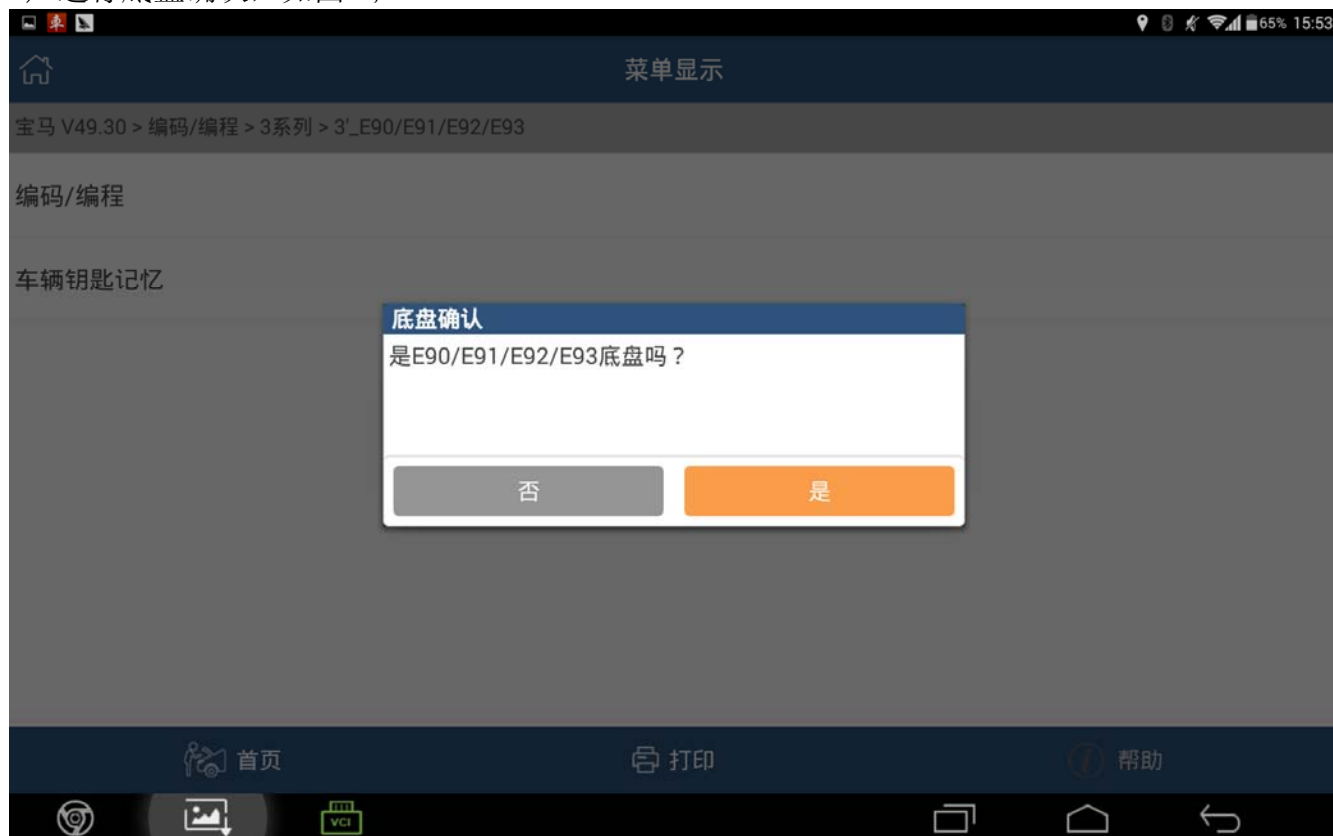 65% 15:53
菜单显示
宝马 V49.30 > 编码/编程 > 3系列 > 3'_E90/E91/E92/E93
编码/编程
车辆钥匙记忆
底盘确认
是E90/E91/E92/E93底盘吗？
否 是
首页 打印 帮助
VCI